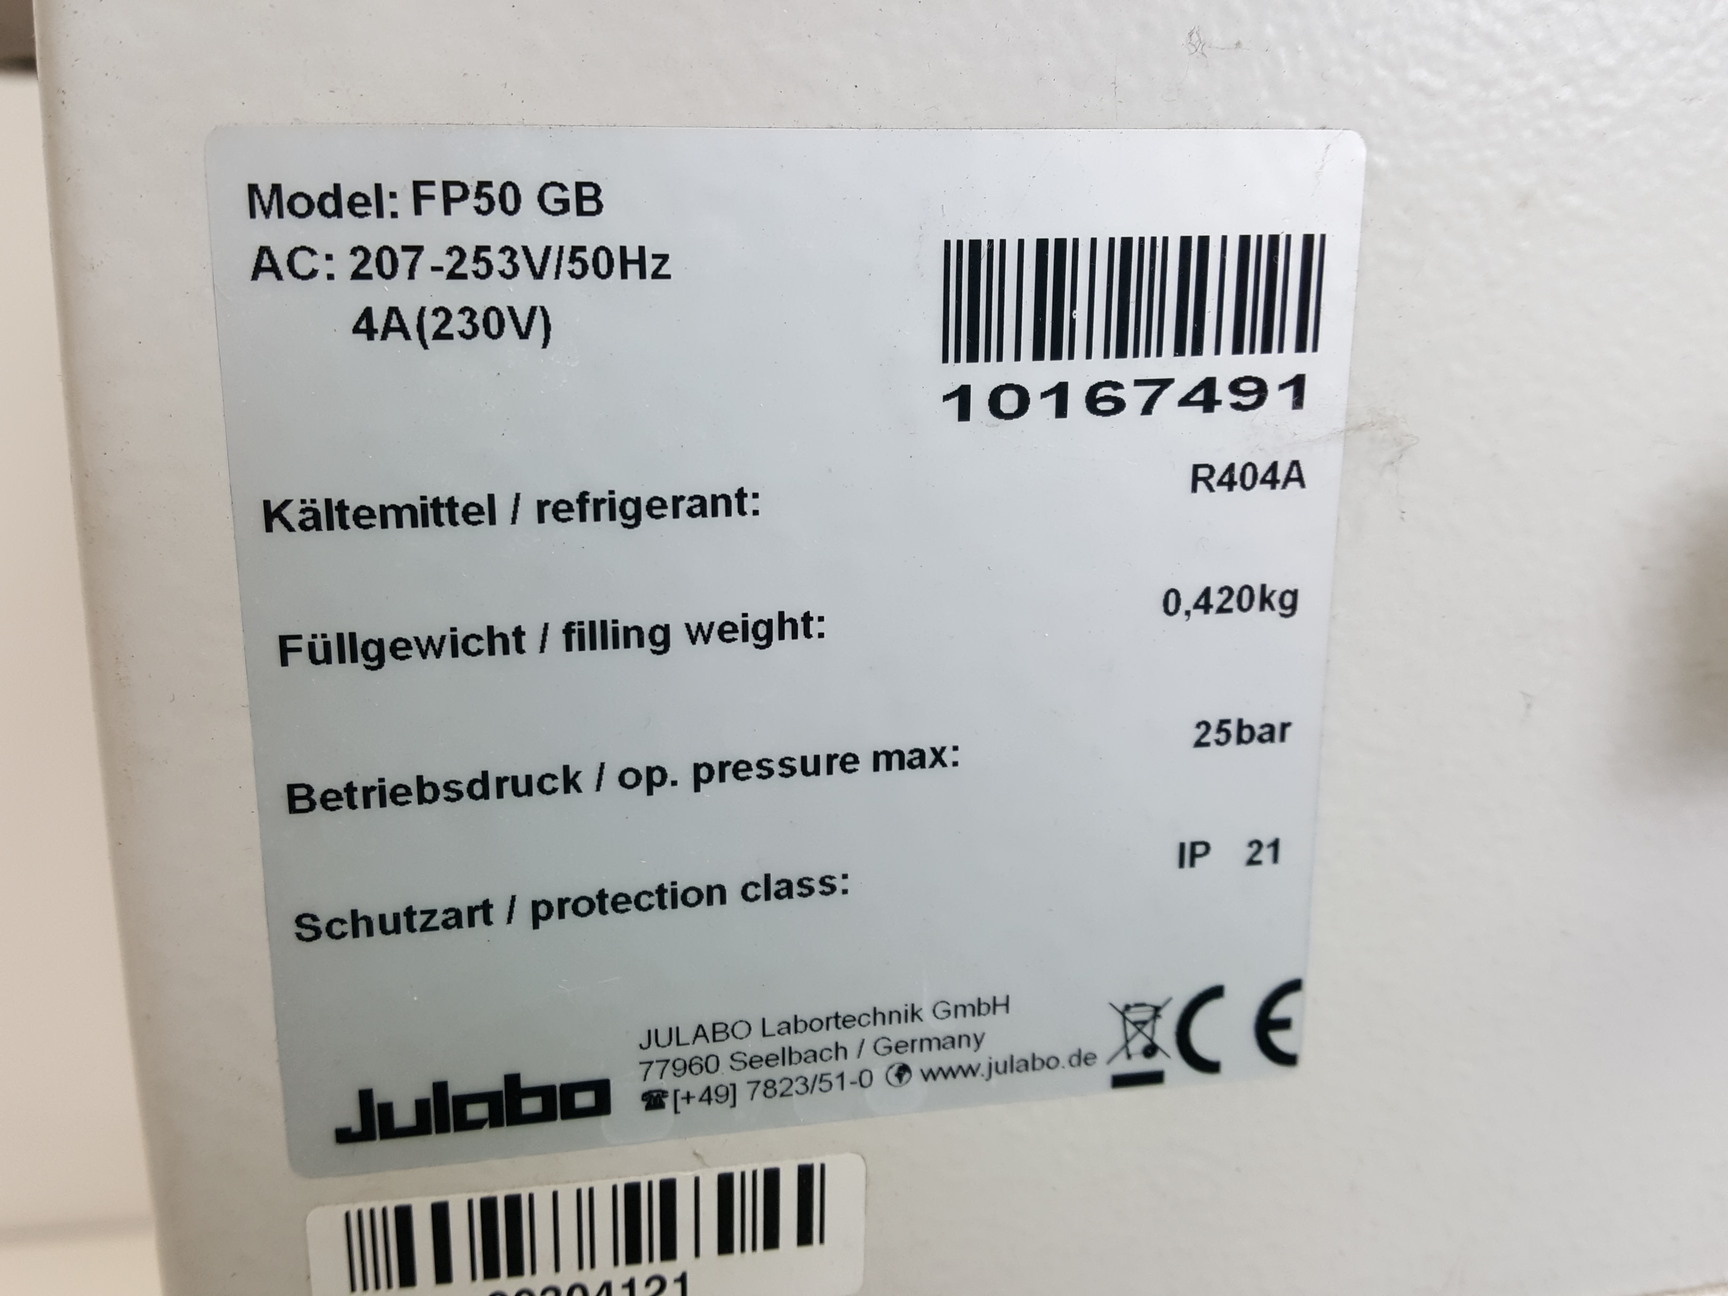 Model: FP50 GB
AC: 207-253V/50Hz
4A(230V)
10167491
Kältemittel / refrigerant: R404A
Füllgewicht / filling weight: 0,420kg
Betriebsdruck / op. pressure max: 25bar
Schutzart / protection class: IP 21
Julabo
JULABO Labortechnik GmbH
77960 Seelbach / Germany
☎[+49] 7823/51-0 www.julabo.de
CE